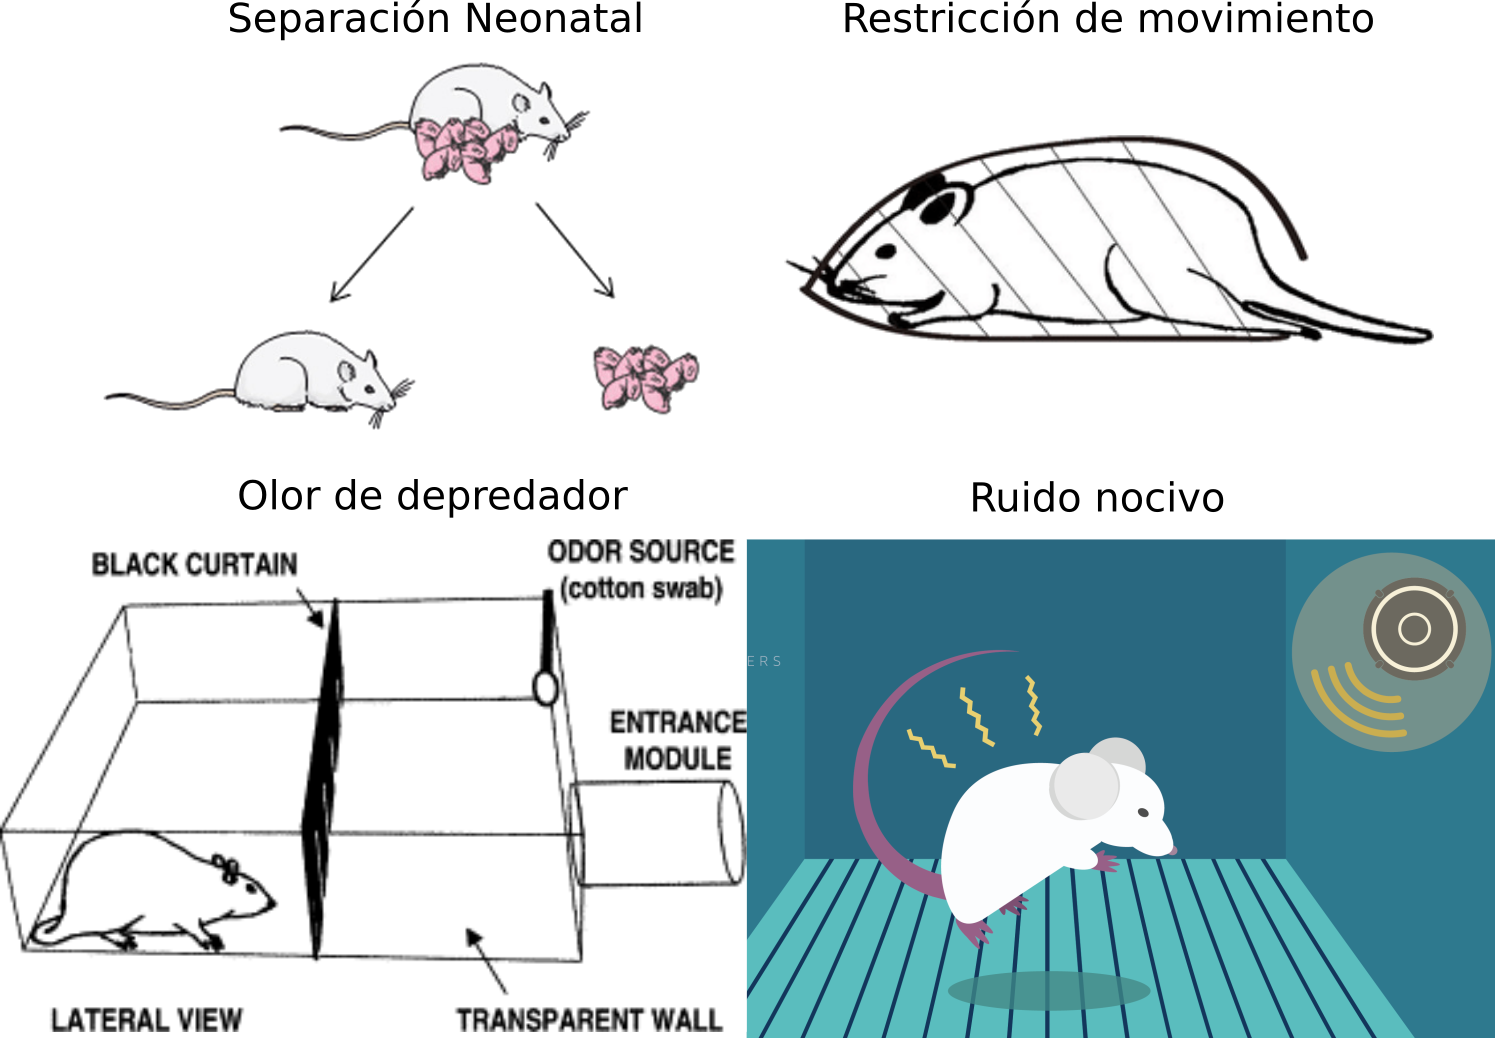 Separación Neonatal
Restricción de movimiento
Olor de depredador
Ruido nocivo
BLACK CURTAIN
ODOR SOURCE
(cotton swab)
ENTRANCE
MODULE
LATERAL VIEW
TRANSPARENT WALL
ERS